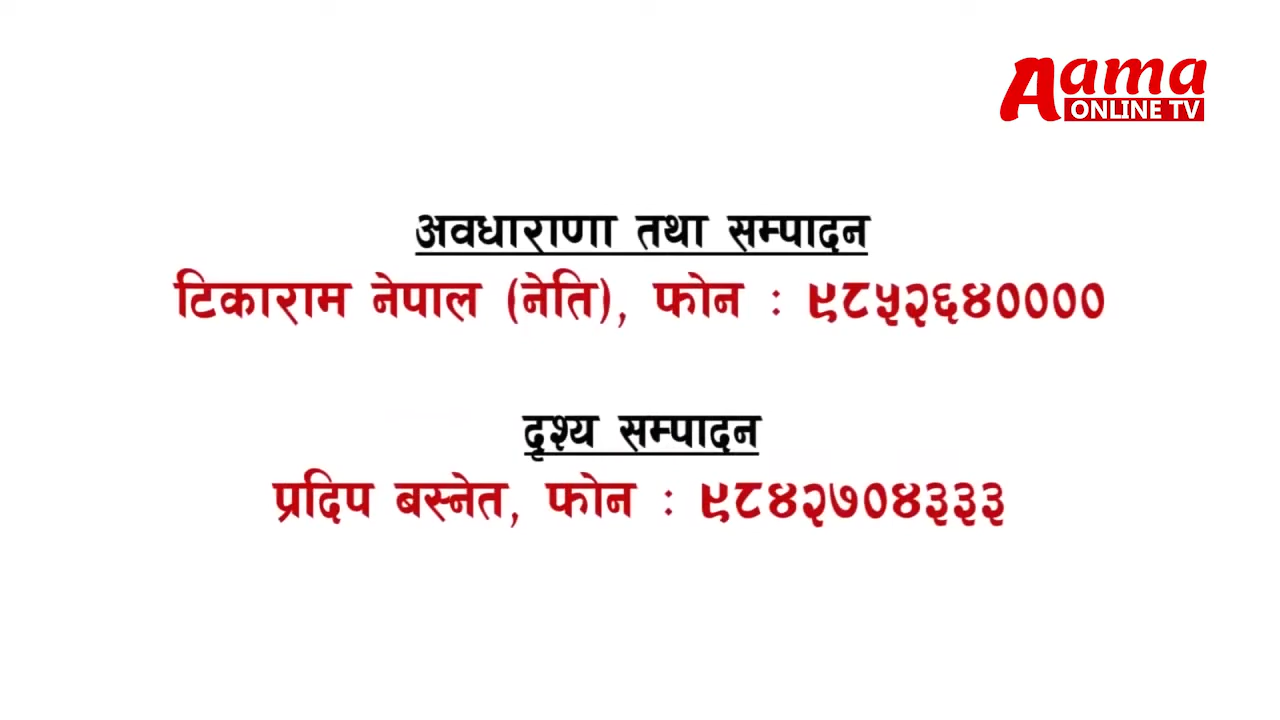 Aama
ONLINE TV
अवधाराणा तथा सम्पादन
टिकाराम नेपाल (नेति), फोन : ९८५२६४००००
दृश्य सम्पादन
प्रदिप बस्नेत, फोन : ९८४२७०४३३३